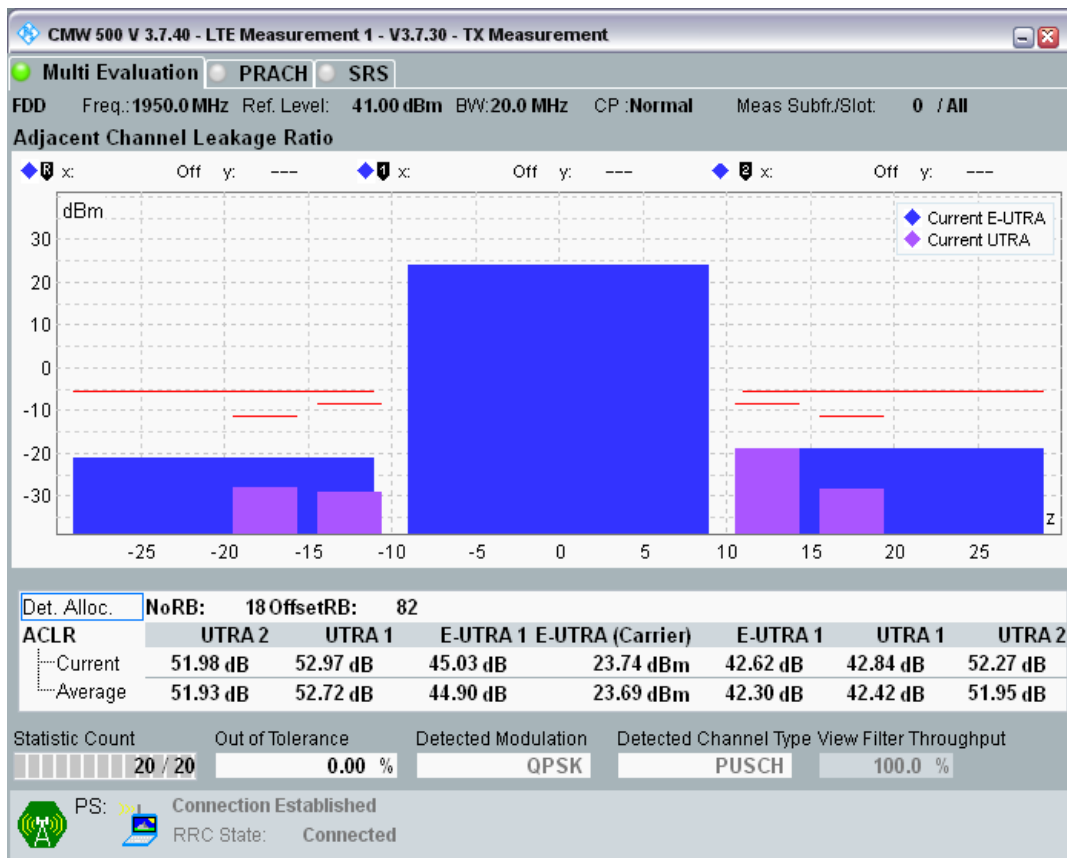 CMW 500 V 3.7.40 - LTE Measurement 1 - V3.7.30 - TX Measurement
Multi Evaluation PRACH SRS
FDD Freq.: 1950.0 MHz Ref. Level: 41.00 dBm BW: 20.0 MHz CP :Normal Meas Subfr./Slot: 0 / All
Adjacent Channel Leakage Ratio
R x: Off y: --- 1 x: Off y: --- 2 x: Off y: ---
dBm
Current E-UTRA
Current UTRA
30
20
10
0
-10
-20
-30
z
-25 -20 -15 -10 -5 0 5 10 15 20 25
Det. Alloc. NoRB: 18 OffsetRB: 82
ACLR UTRA 2 UTRA 1 E-UTRA 1 E-UTRA (Carrier) E-UTRA 1 UTRA 1 UTRA 2
Current 51.98 dB 52.97 dB 45.03 dB 23.74 dBm 42.62 dB 42.84 dB 52.27 dB
Average 51.93 dB 52.72 dB 44.90 dB 23.69 dBm 42.30 dB 42.42 dB 51.95 dB
Statistic Count Out of Tolerance Detected Modulation Detected Channel Type View Filter Throughput
20 / 20 0.00 % QPSK PUSCH 100.0 %
PS: Connection Established
RRC State: Connected